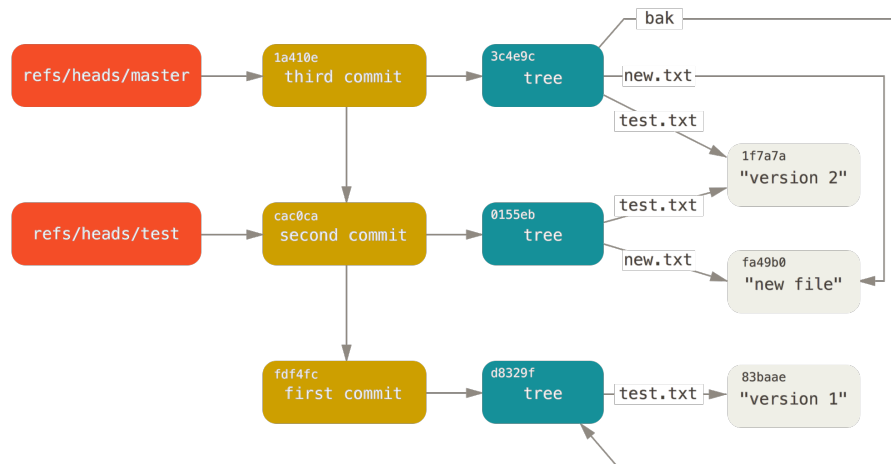 bak
refs/heads/master
1a410e
third commit
3c4e9c
tree
new.txt
test.txt
1f7a7a
"version 2"
refs/heads/test
cac0ca
second commit
0155eb
tree
test.txt
new.txt
fa49b0
"new file"
fdf4fc
first commit
d8329f
tree
test.txt
83baae
"version 1"